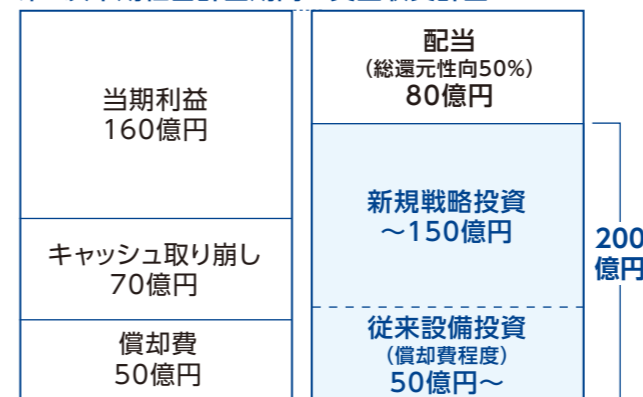 当期利益
160億円
キャッシュ取り崩し
70億円
償却費
50億円
配当
(総還元性向50%)
80億円
新規戦略投資
～150億円
従来設備投資
(償却費程度)
50億円～
200
億円